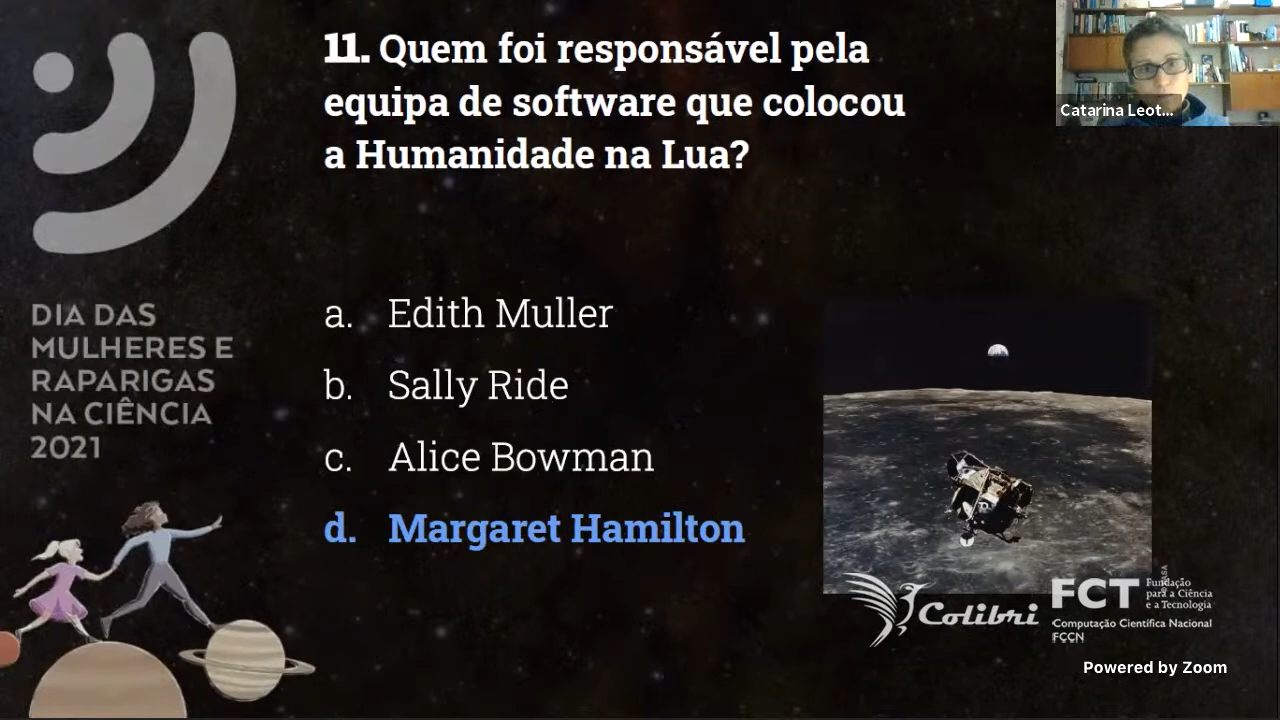 11. Quem foi responsável pela
equipa de software que colocou
a Humanidade na Lua?
Catarina Leot...
DIA DAS
MULHERES E
RAPARIGAS
NA CIÊNCIA
2021
a. Edith Muller
b. Sally Ride
c. Alice Bowman
d. Margaret Hamilton
Colibri
FCT
Fundação
para a Ciência
e a Tecnologia
Computação Científica Nacional
FCCN
Powered by Zoom